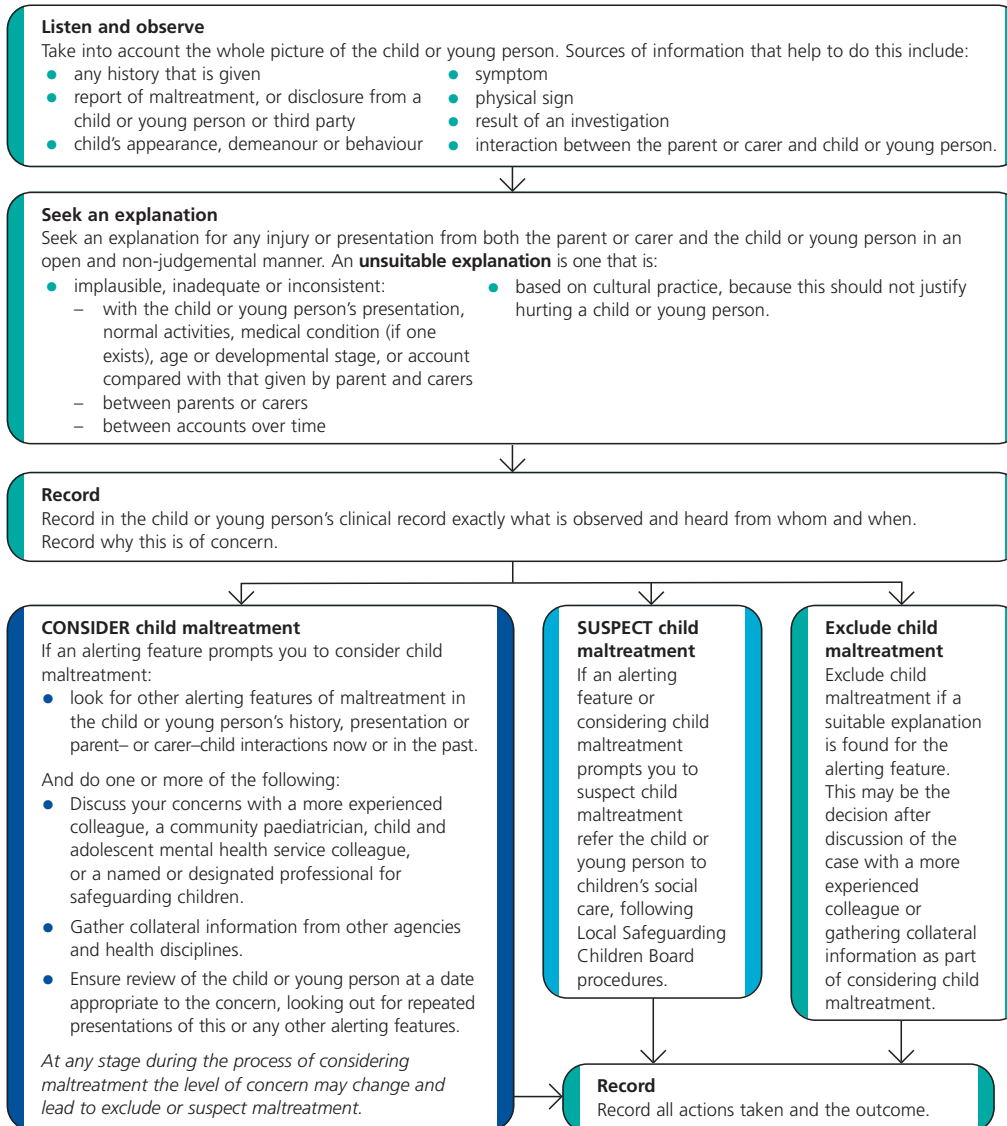 Listen and observe
Take into account the whole picture of the child or young person. Sources of information that help to do this include:
● any history that is given
● report of maltreatment, or disclosure from a
child or young person or third party
● child's appearance, demeanour or behaviour
● symptom
● physical sign
● result of an investigation
● interaction between the parent or carer and child or young person.
Seek an explanation
Seek an explanation for any injury or presentation from both the parent or carer and the child or young person in an
open and non-judgemental manner. An unsuitable explanation is one that is:
● implausible, inadequate or inconsistent:
– with the child or young person's presentation,
normal activities, medical condition (if one
exists), age or developmental stage, or account
compared with that given by parent and carers
– between parents or carers
– between accounts over time
● based on cultural practice, because this should not justify
hurting a child or young person.
Record
Record in the child or young person's clinical record exactly what is observed and heard from whom and when.
Record why this is of concern.
CONSIDER child maltreatment
If an alerting feature prompts you to consider child
maltreatment:
● look for other alerting features of maltreatment in
the child or young person's history, presentation or
parent– or carer–child interactions now or in the past.
And do one or more of the following:
● Discuss your concerns with a more experienced
colleague, a community paediatrician, child and
adolescent mental health service colleague,
or a named or designated professional for
safeguarding children.
● Gather collateral information from other agencies
and health disciplines.
● Ensure review of the child or young person at a date
appropriate to the concern, looking out for repeated
presentations of this or any other alerting features.
At any stage during the process of considering
maltreatment the level of concern may change and
lead to exclude or suspect maltreatment.
SUSPECT child
maltreatment
If an alerting
feature or
considering child
maltreatment
prompts you to
suspect child
maltreatment
refer the child or
young person to
children's social
care, following
Local Safeguarding
Children Board
procedures.
Exclude child
maltreatment
Exclude child
maltreatment if a
suitable explanation
is found for the
alerting feature.
This may be the
decision after
discussion of the
case with a more
experienced
colleague or
gathering collateral
information as part
of considering child
maltreatment.
Record
Record all actions taken and the outcome.